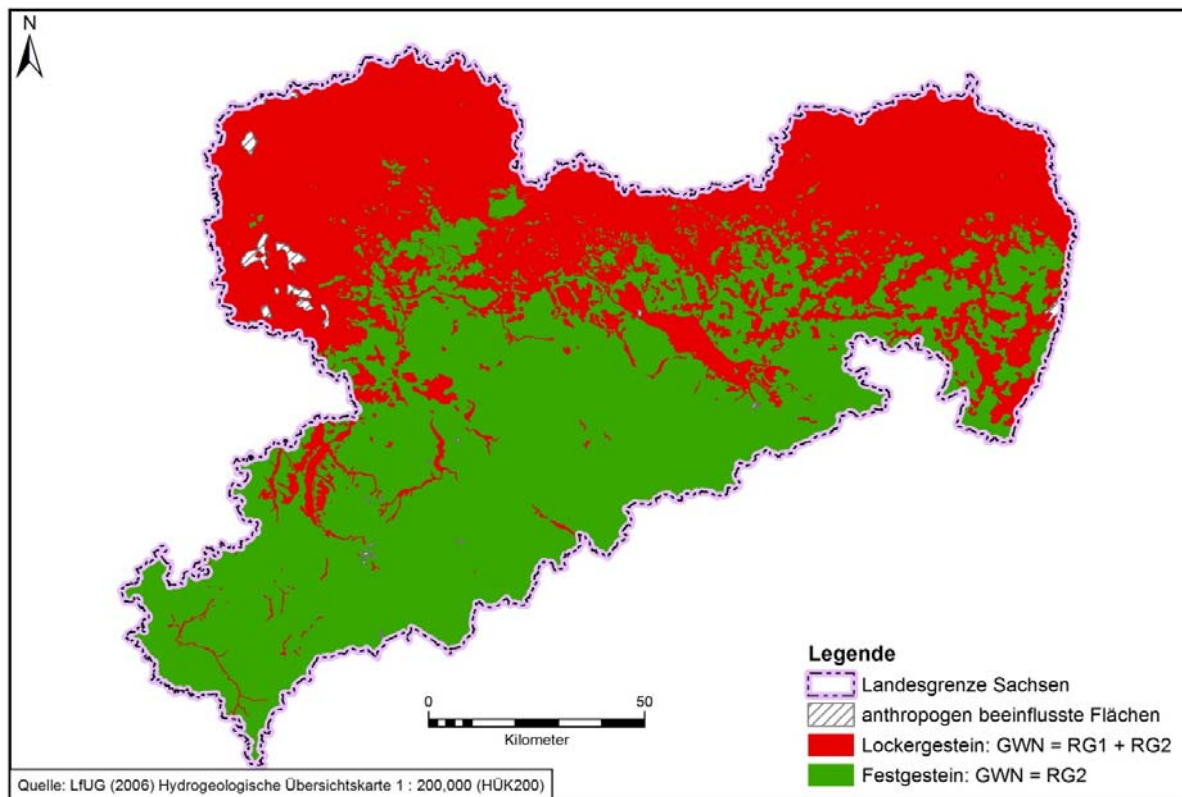 N
Legende
Landesgrenze Sachsen
anthropogen beeinflusste Flächen
Lockergestein: GWN = RG1 + RG2
Festgestein: GWN = RG2
0 50
Kilometer
Quelle: LfUG (2006) Hydrogeologische Übersichtskarte 1 : 200,000 (HÜK200)